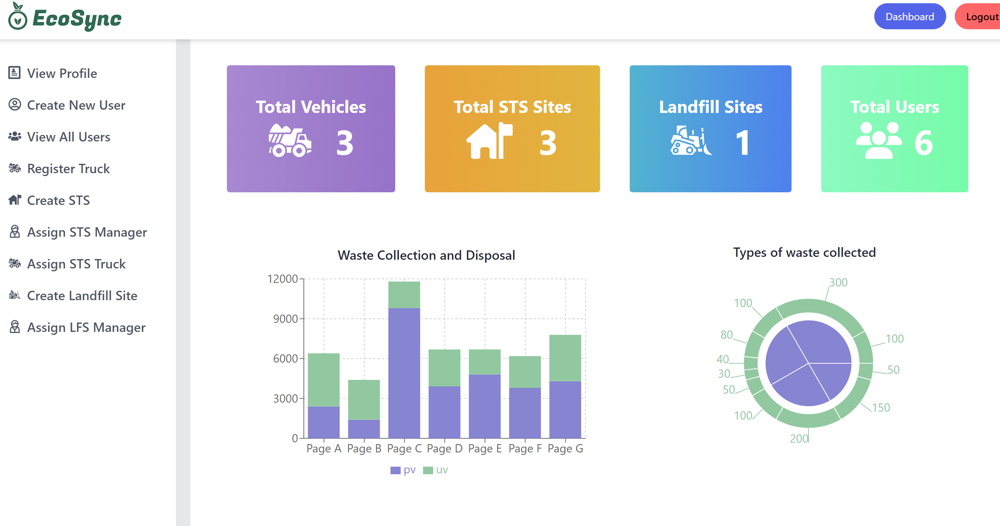 EcoSync
Dashboard
Logout
View Profile
Create New User
View All Users
Register Truck
Create STS
Assign STS Manager
Assign STS Truck
Create Landfill Site
Assign LFS Manager
Total Vehicles
3
Total STS Sites
3
Landfill Sites
1
Total Users
6
Waste Collection and Disposal
12000
9000
6000
3000
0
Page A Page B Page C Page D Page E Page F Page G
pv uv
Types of waste collected
300
100
100
80
40
50
30
50
150
100
200